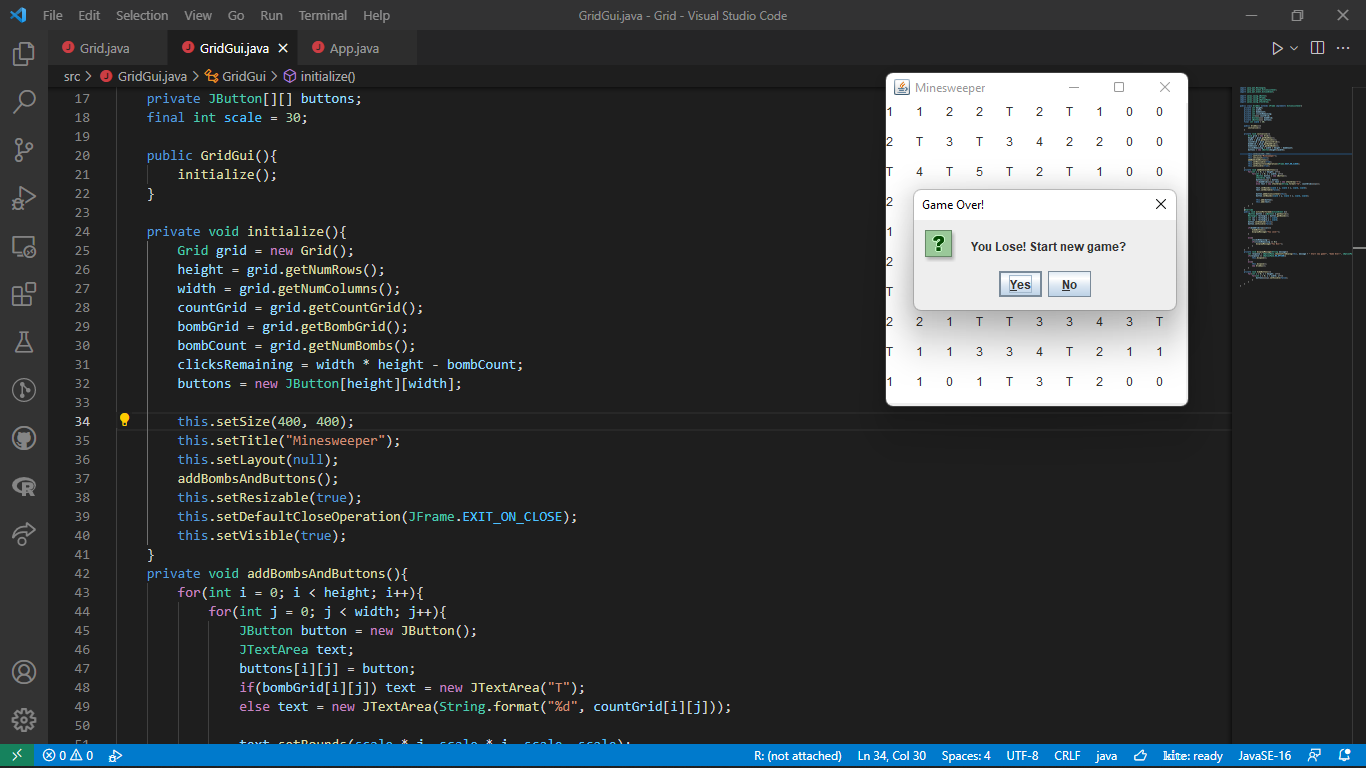 File Edit Selection View Go Run Terminal Help GridGui.java - Grid - Visual Studio Code
Grid.java GridGui.java App.java
src > GridGui.java > GridGui > initialize()
17 private JButton[][] buttons;
18 final int scale = 30;
19
20 public GridGui(){
21 initialize();
22 }
23
24 private void initialize(){
25 Grid grid = new Grid();
26 height = grid.getNumRows();
27 width = grid.getNumColumns();
28 countGrid = grid.getCountGrid();
29 bombGrid = grid.getBombGrid();
30 bombCount = grid.getNumBombs();
31 clicksRemaining = width * height - bombCount;
32 buttons = new JButton[height][width];
33
34 this.setSize(400, 400);
35 this.setTitle("Minesweeper");
36 this.setLayout(null);
37 addBombsAndButtons();
38 this.setResizable(true);
39 this.setDefaultCloseOperation(JFrame.EXIT_ON_CLOSE);
40 this.setVisible(true);
41 }
42 private void addBombsAndButtons(){
43 for(int i = 0; i < height; i++){
44 for(int j = 0; j < width; j++){
45 JButton button = new JButton();
46 JTextArea text;
47 buttons[i][j] = button;
48 if(bombGrid[i][j]) text = new JTextArea("T");
49 else text = new JTextArea(String.format("%d", countGrid[i][j]));
50
Minesweeper
1 1 2 2 T 2 T 1 0 0
2 T 3 T 3 4 2 2 0 0
T 4 T 5 T 2 T 1 0 0
2
1
2
T
2 2 1 T T 3 3 4 3 T
T 1 1 3 3 4 T 2 1 1
1 1 0 1 T 3 T 2 0 0
Game Over!
You Lose! Start new game?
Yes No
0 0 R: (not attached) Ln 34, Col 30 Spaces: 4 UTF-8 CRLF java kite: ready JavaSE-16